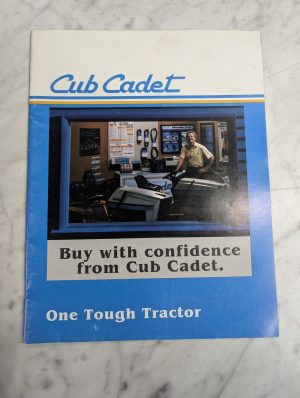 Cub Cadet
Buy with confidence
from Cub Cadet.
One Tough Tractor